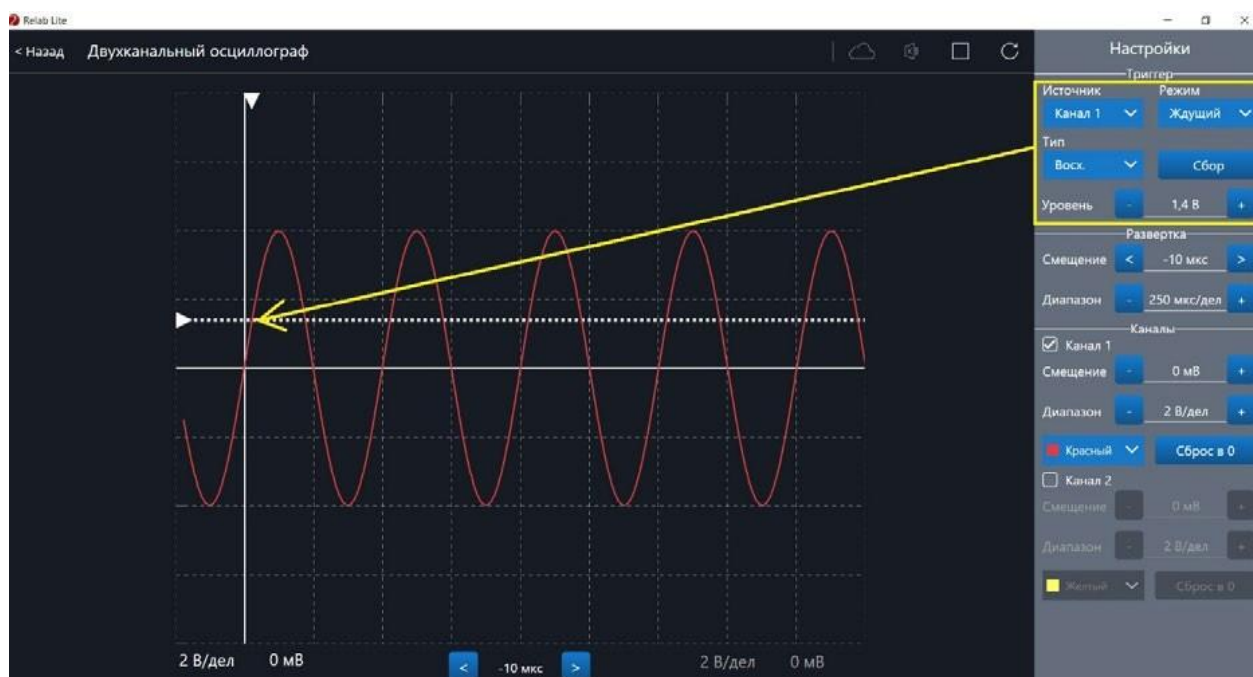 Relab Lite
< Назад Двухканальный осциллограф
Настройки
Триггер
Источник Режим
Канал 1 Ждущий
Тип
Восх. Сбор
Уровень - 1,4 В +
Развертка
Смещение < -10 мкс >
Диапазон - 250 мкс/дел +
Каналы
Канал 1
Смещение - 0 мВ +
Диапазон - 2 В/дел +
Красный Сброс в 0
Канал 2
Смещение - 0 мВ +
Диапазон - 2 В/дел +
Желтый Сброс в 0
2 В/дел 0 мВ < -10 мкс > 2 В/дел 0 мВ